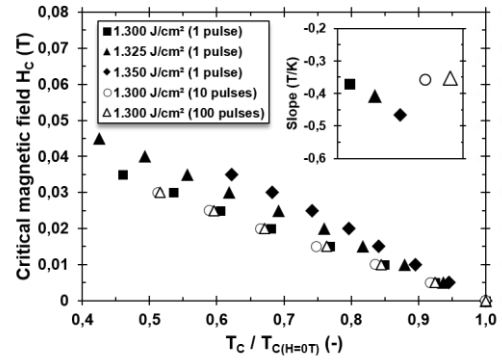 0,08
0,07
0,06
0,05
0,04
0,03
0,02
0,01
0
Critical magnetic field H_C (T)
1.300 J/cm² (1 pulse)
1.325 J/cm² (1 pulse)
1.350 J/cm² (1 pulse)
1.300 J/cm² (10 pulses)
1.300 J/cm² (100 pulses)
-0,2
-0,3
-0,4
-0,5
-0,6
Slope (T/K)
0,4
0,5
0,6
0,7
0,8
0,9
1,0
T_C / T_C(H=0T) (-)